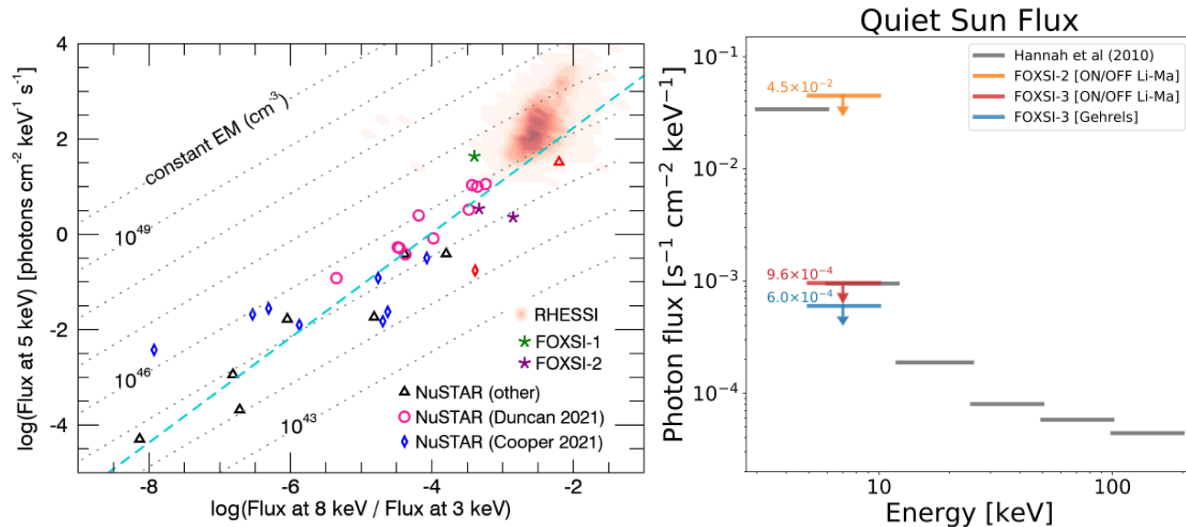 4
2
0
-2
-4
log(Flux at 5 keV) [photons cm⁻² keV⁻¹ s⁻¹]
constant EM (cm⁻³)
10⁴⁹
10⁴⁶
10⁴³
RHESSI
FOXSI-1
FOXSI-2
NuSTAR (other)
NuSTAR (Duncan 2021)
NuSTAR (Cooper 2021)
-8
-6
-4
-2
log(Flux at 8 keV / Flux at 3 keV)
Quiet Sun Flux
Hannah et al (2010)
FOXSI-2 [ON/OFF Li-Ma]
FOXSI-3 [ON/OFF Li-Ma]
FOXSI-3 [Gehrels]
10⁻¹
10⁻²
10⁻³
10⁻⁴
Photon flux [s⁻¹ cm⁻² keV⁻¹]
4.5×10⁻²
9.6×10⁻⁴
6.0×10⁻⁴
10
100
Energy [keV]